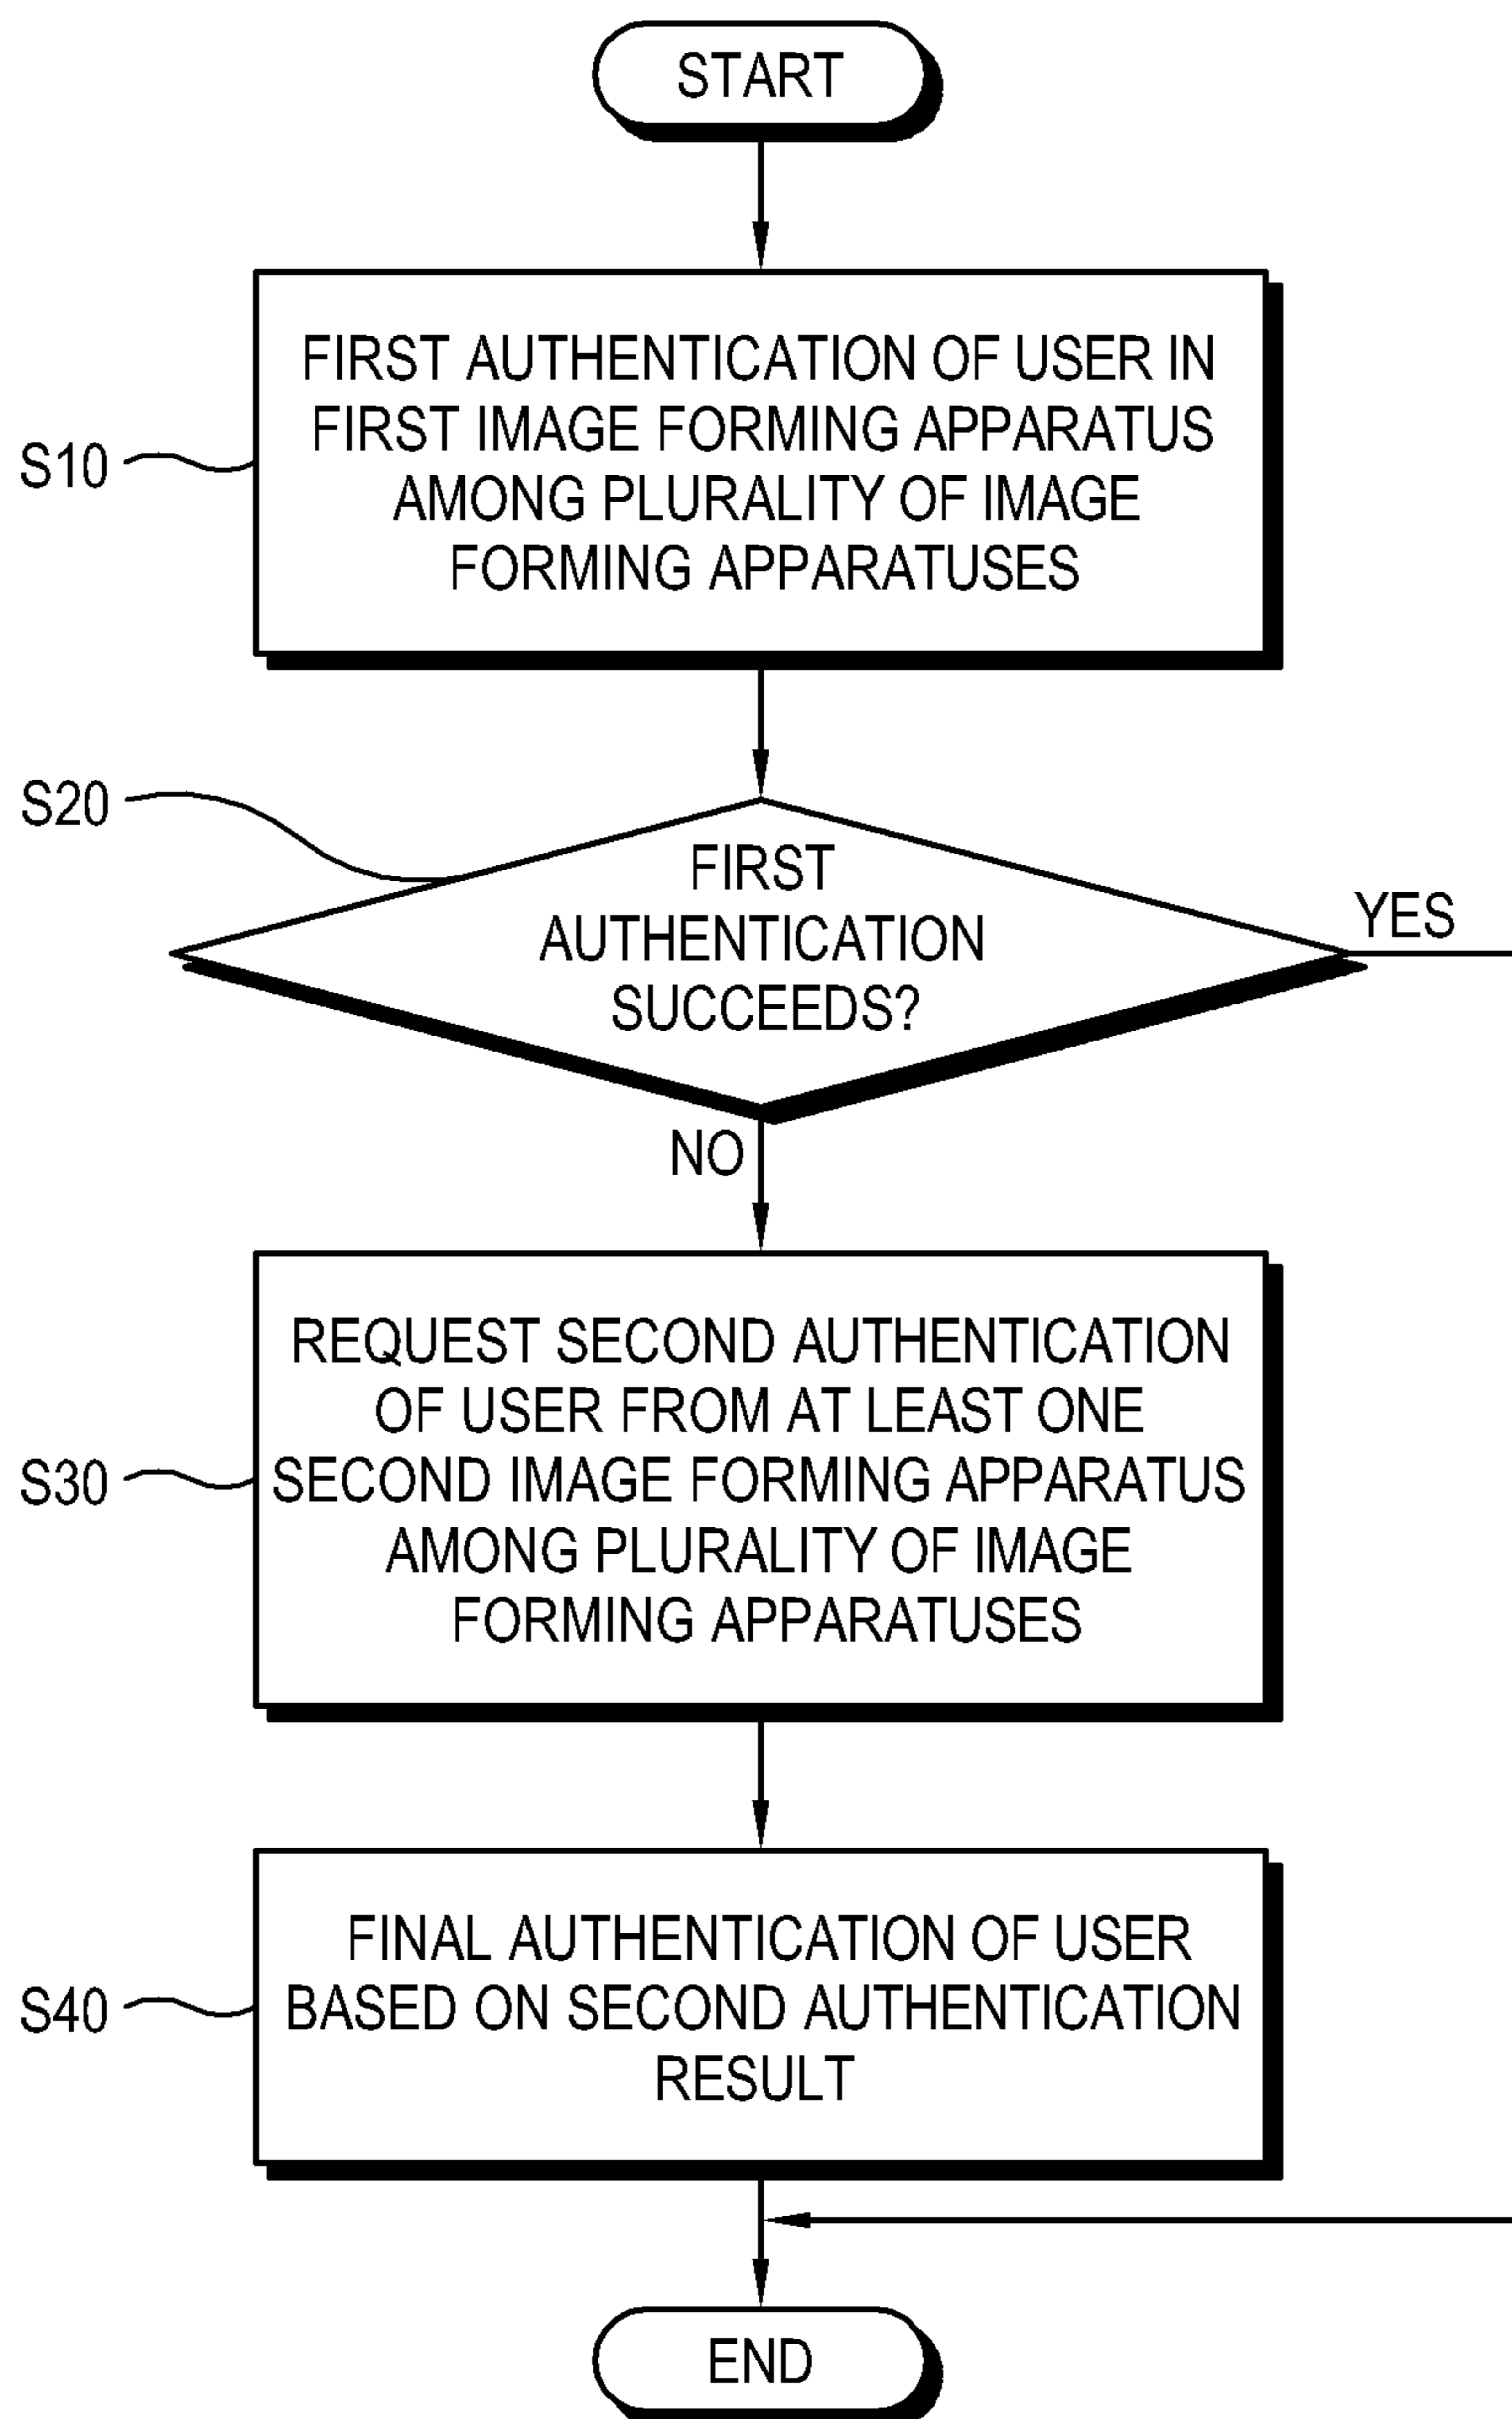 START
S10
FIRST AUTHENTICATION OF USER IN
FIRST IMAGE FORMING APPARATUS
AMONG PLURALITY OF IMAGE
FORMING APPARATUSES
S20
FIRST
AUTHENTICATION
SUCCEEDS?
YES
NO
S30
REQUEST SECOND AUTHENTICATION
OF USER FROM AT LEAST ONE
SECOND IMAGE FORMING APPARATUS
AMONG PLURALITY OF IMAGE
FORMING APPARATUSES
S40
FINAL AUTHENTICATION OF USER
BASED ON SECOND AUTHENTICATION
RESULT
END